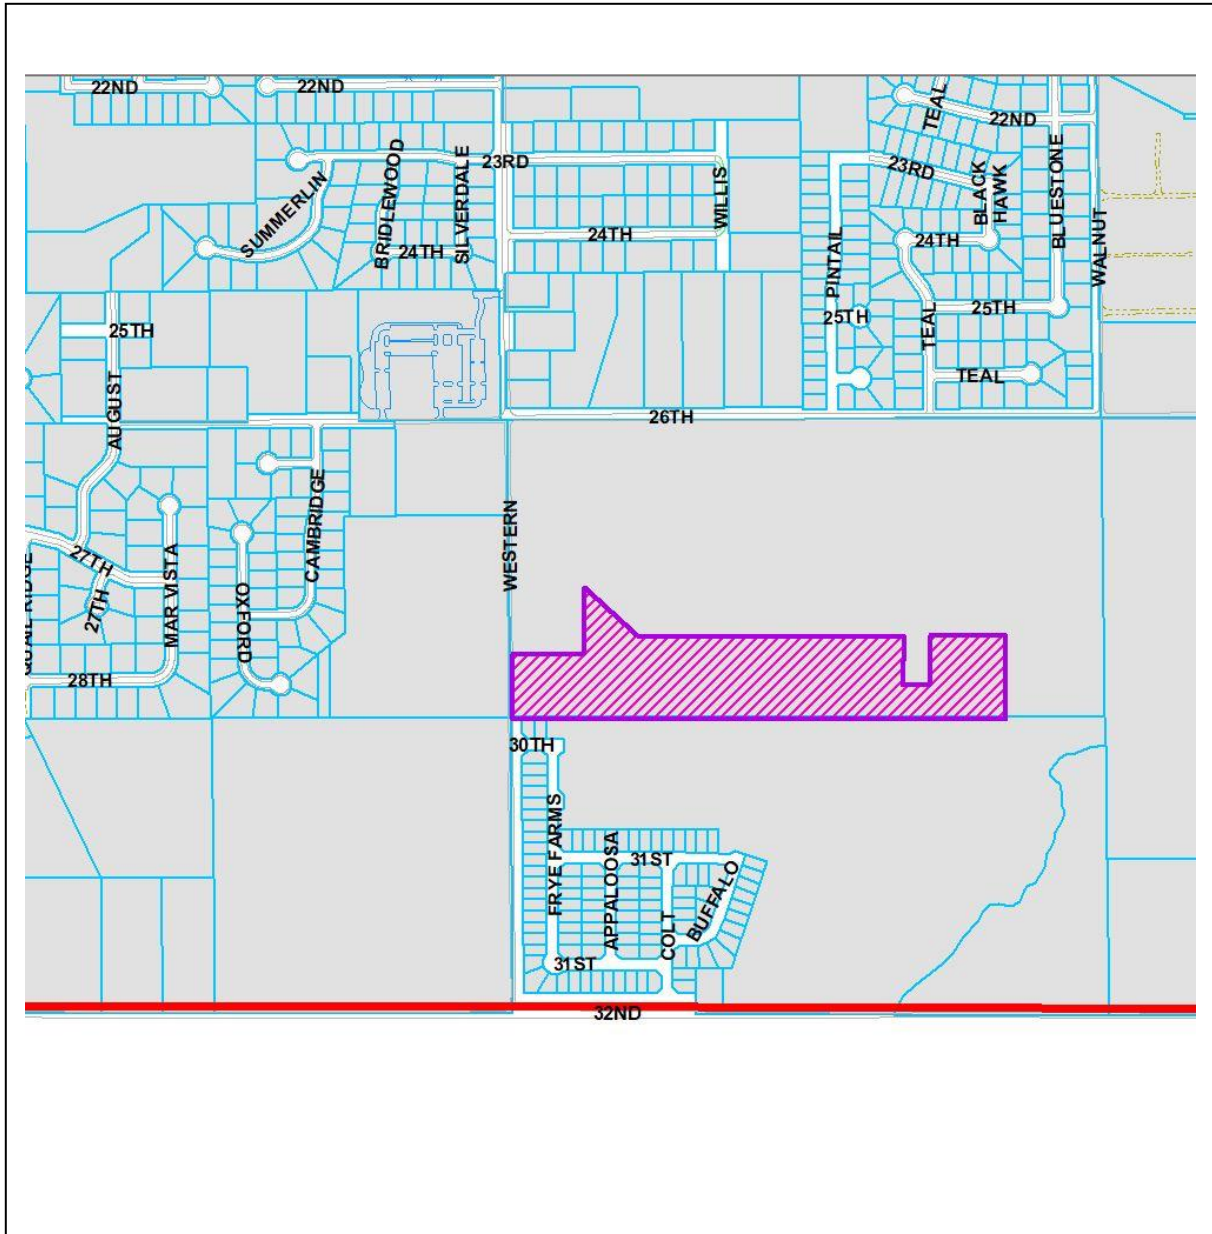 22ND
22ND
TEAL
22ND
BRIDLEWOOD
SILVERDALE
23RD
23RD
BLACK
HAWK
BLUESTONE
SUMMERLIN
WILLIS
24TH
24TH
24TH
WALNUT
PINTAIL
25TH
25TH
25TH
TEAL
TEAL
AUGUST
26TH
CAMBRIDGE
WESTERN
27TH
27TH
MAR VISTA
OXFORD
QUAIL RIDGE
28TH
30TH
FRYE FARMS
APPALOOSA
31ST
BUFFALO
COLT
31ST
32ND